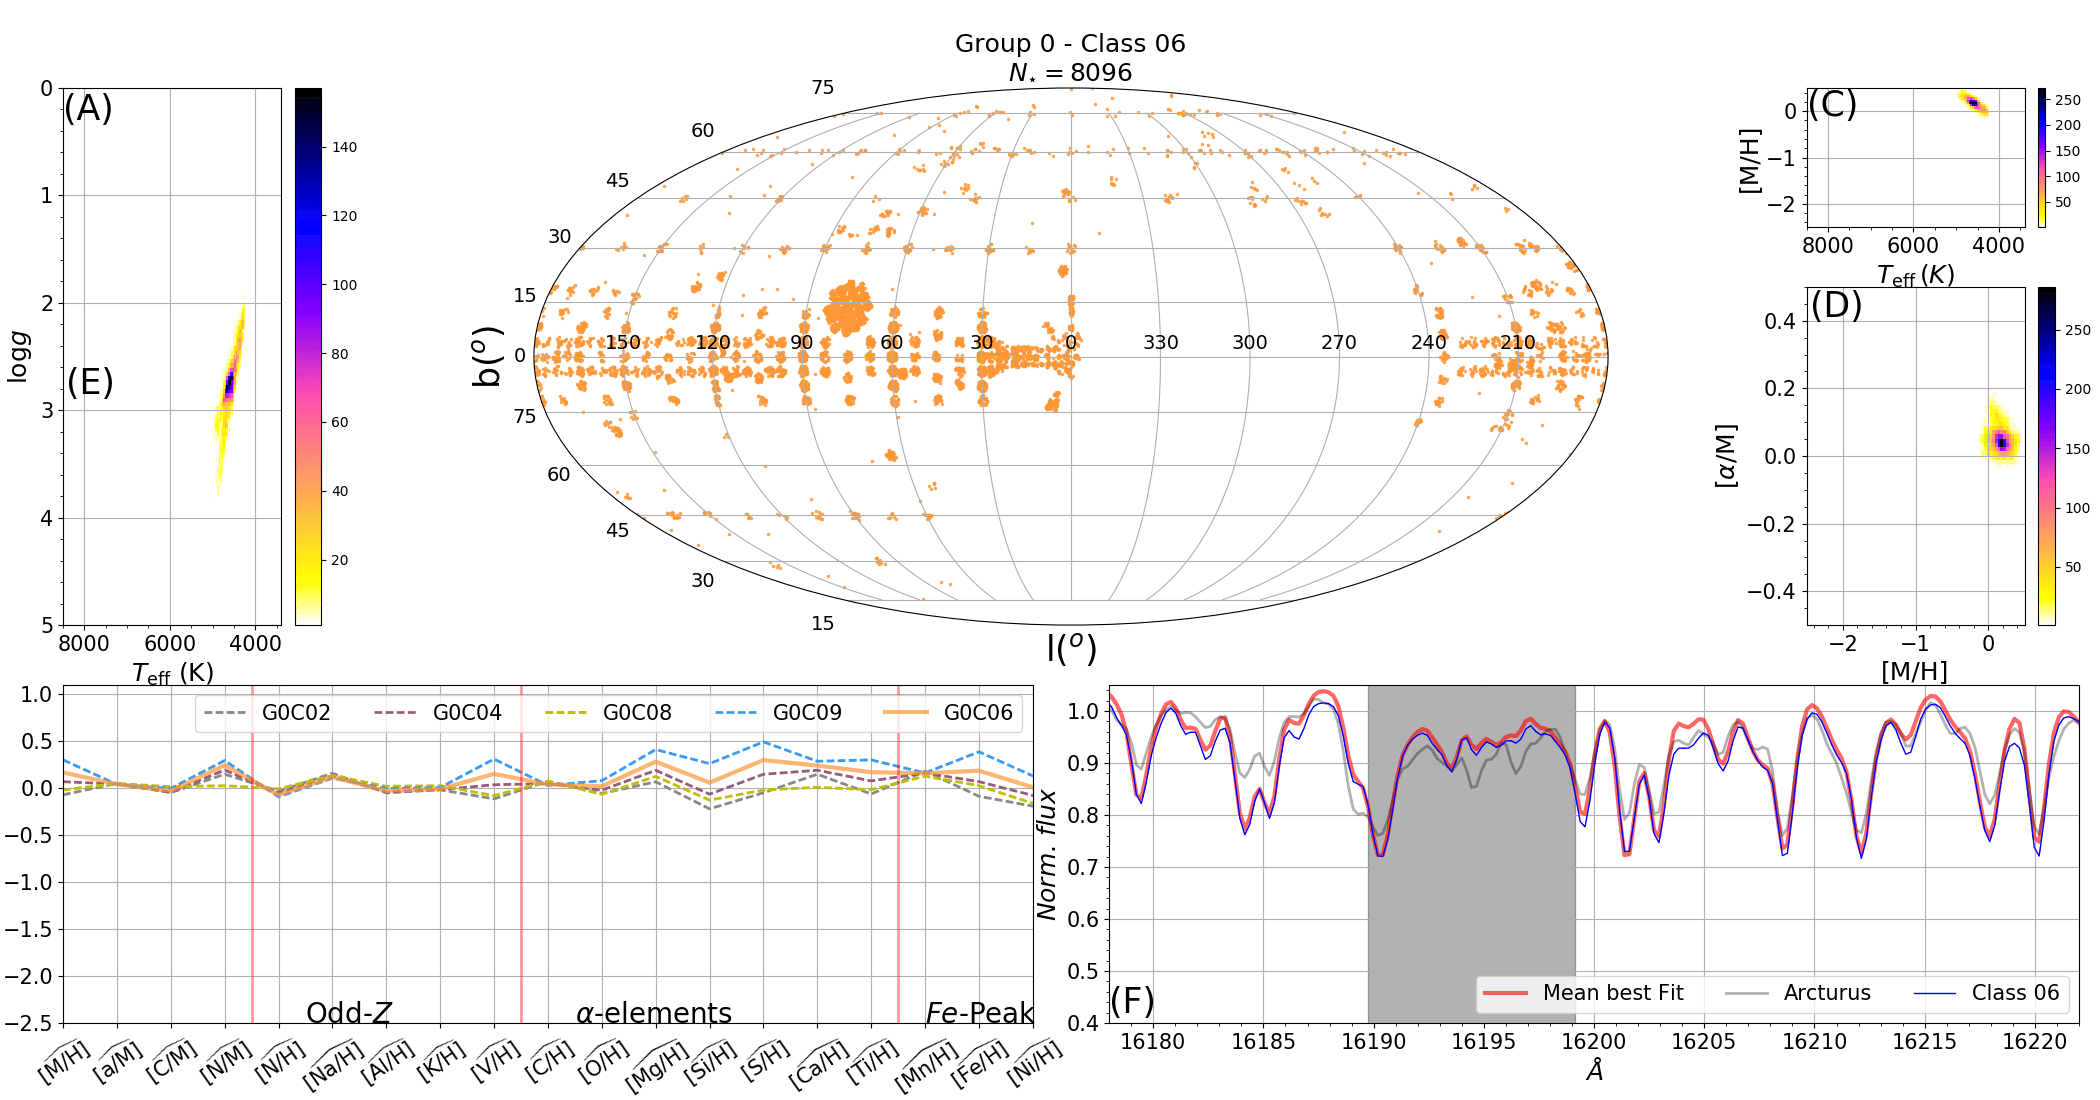 Group 0 - Class 06
N⋆ = 8096
(A)
0
1
2
3
4
5
logg
(E)
8000
6000
4000
Teff (K)
140
120
100
80
60
40
20
75
60
45
30
15
0
75
60
45
30
15
b(o)
150
120
90
60
30
0
330
300
270
240
210
l(o)
(C)
0
−1
−2
[M/H]
8000
6000
4000
Teff (K)
250
200
150
100
50
(D)
0.4
0.2
0.0
−0.2
−0.4
[α/M]
−2
−1
0
[M/H]
250
200
150
100
50
1.0
0.5
0.0
−0.5
−1.0
−1.5
−2.0
−2.5
G0C02
G0C04
G0C08
G0C09
G0C06
Odd-Z
α-elements
Fe-Peak
[M/H]
[a/M]
[C/M]
[N/M]
[N/H]
[Na/H]
[Al/H]
[K/H]
[V/H]
[C/H]
[O/H]
[Mg/H]
[Si/H]
[S/H]
[Ca/H]
[Ti/H]
[Mn/H]
[Fe/H]
[Ni/H]
1.0
0.9
0.8
0.7
0.6
0.5
0.4
Norm. flux
(F)
Mean best Fit
Arcturus
Class 06
16180
16185
16190
16195
16200
16205
16210
16215
16220
Å